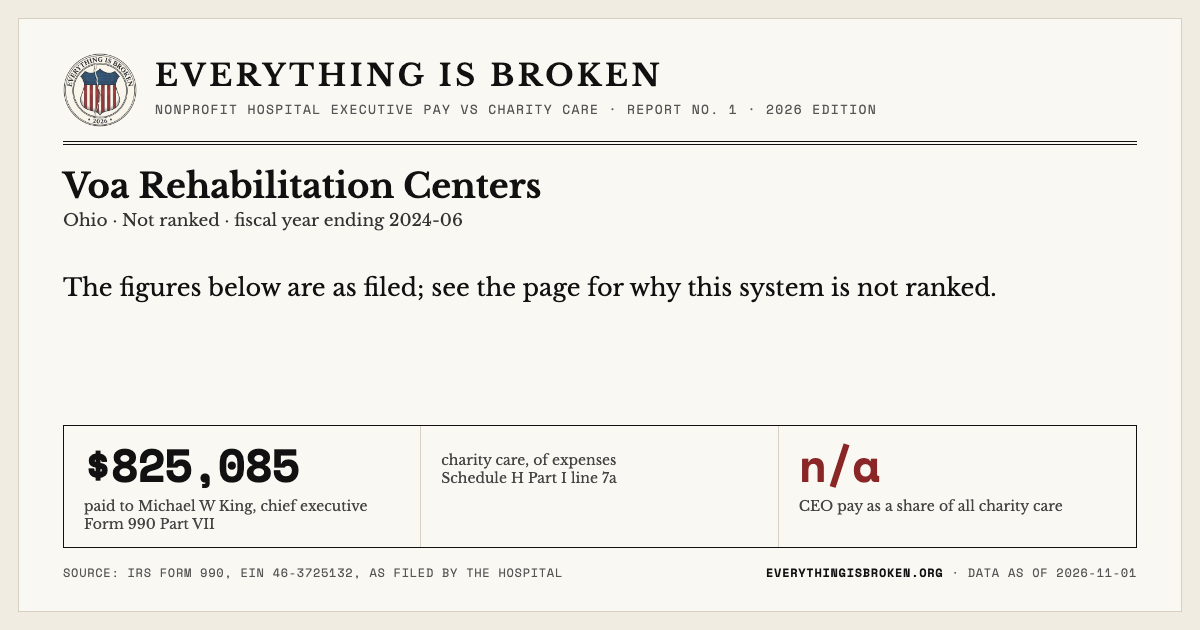 EVERYTHING IS BROKEN
2026
EVERYTHING IS BROKEN
NONPROFIT HOSPITAL EXECUTIVE PAY VS CHARITY CARE · REPORT NO. 1 · 2026 EDITION
Voa Rehabilitation Centers
Ohio · Not ranked · fiscal year ending 2024-06
The figures below are as filed; see the page for why this system is not ranked.
$825,085
paid to Michael W King, chief executive
Form 990 Part VII
charity care, of expenses
Schedule H Part I line 7a
n/a
CEO pay as a share of all charity care
SOURCE: IRS FORM 990, EIN 46-3725132, AS FILED BY THE HOSPITAL
EVERYTHINGISBROKEN.ORG · DATA AS OF 2026-11-01